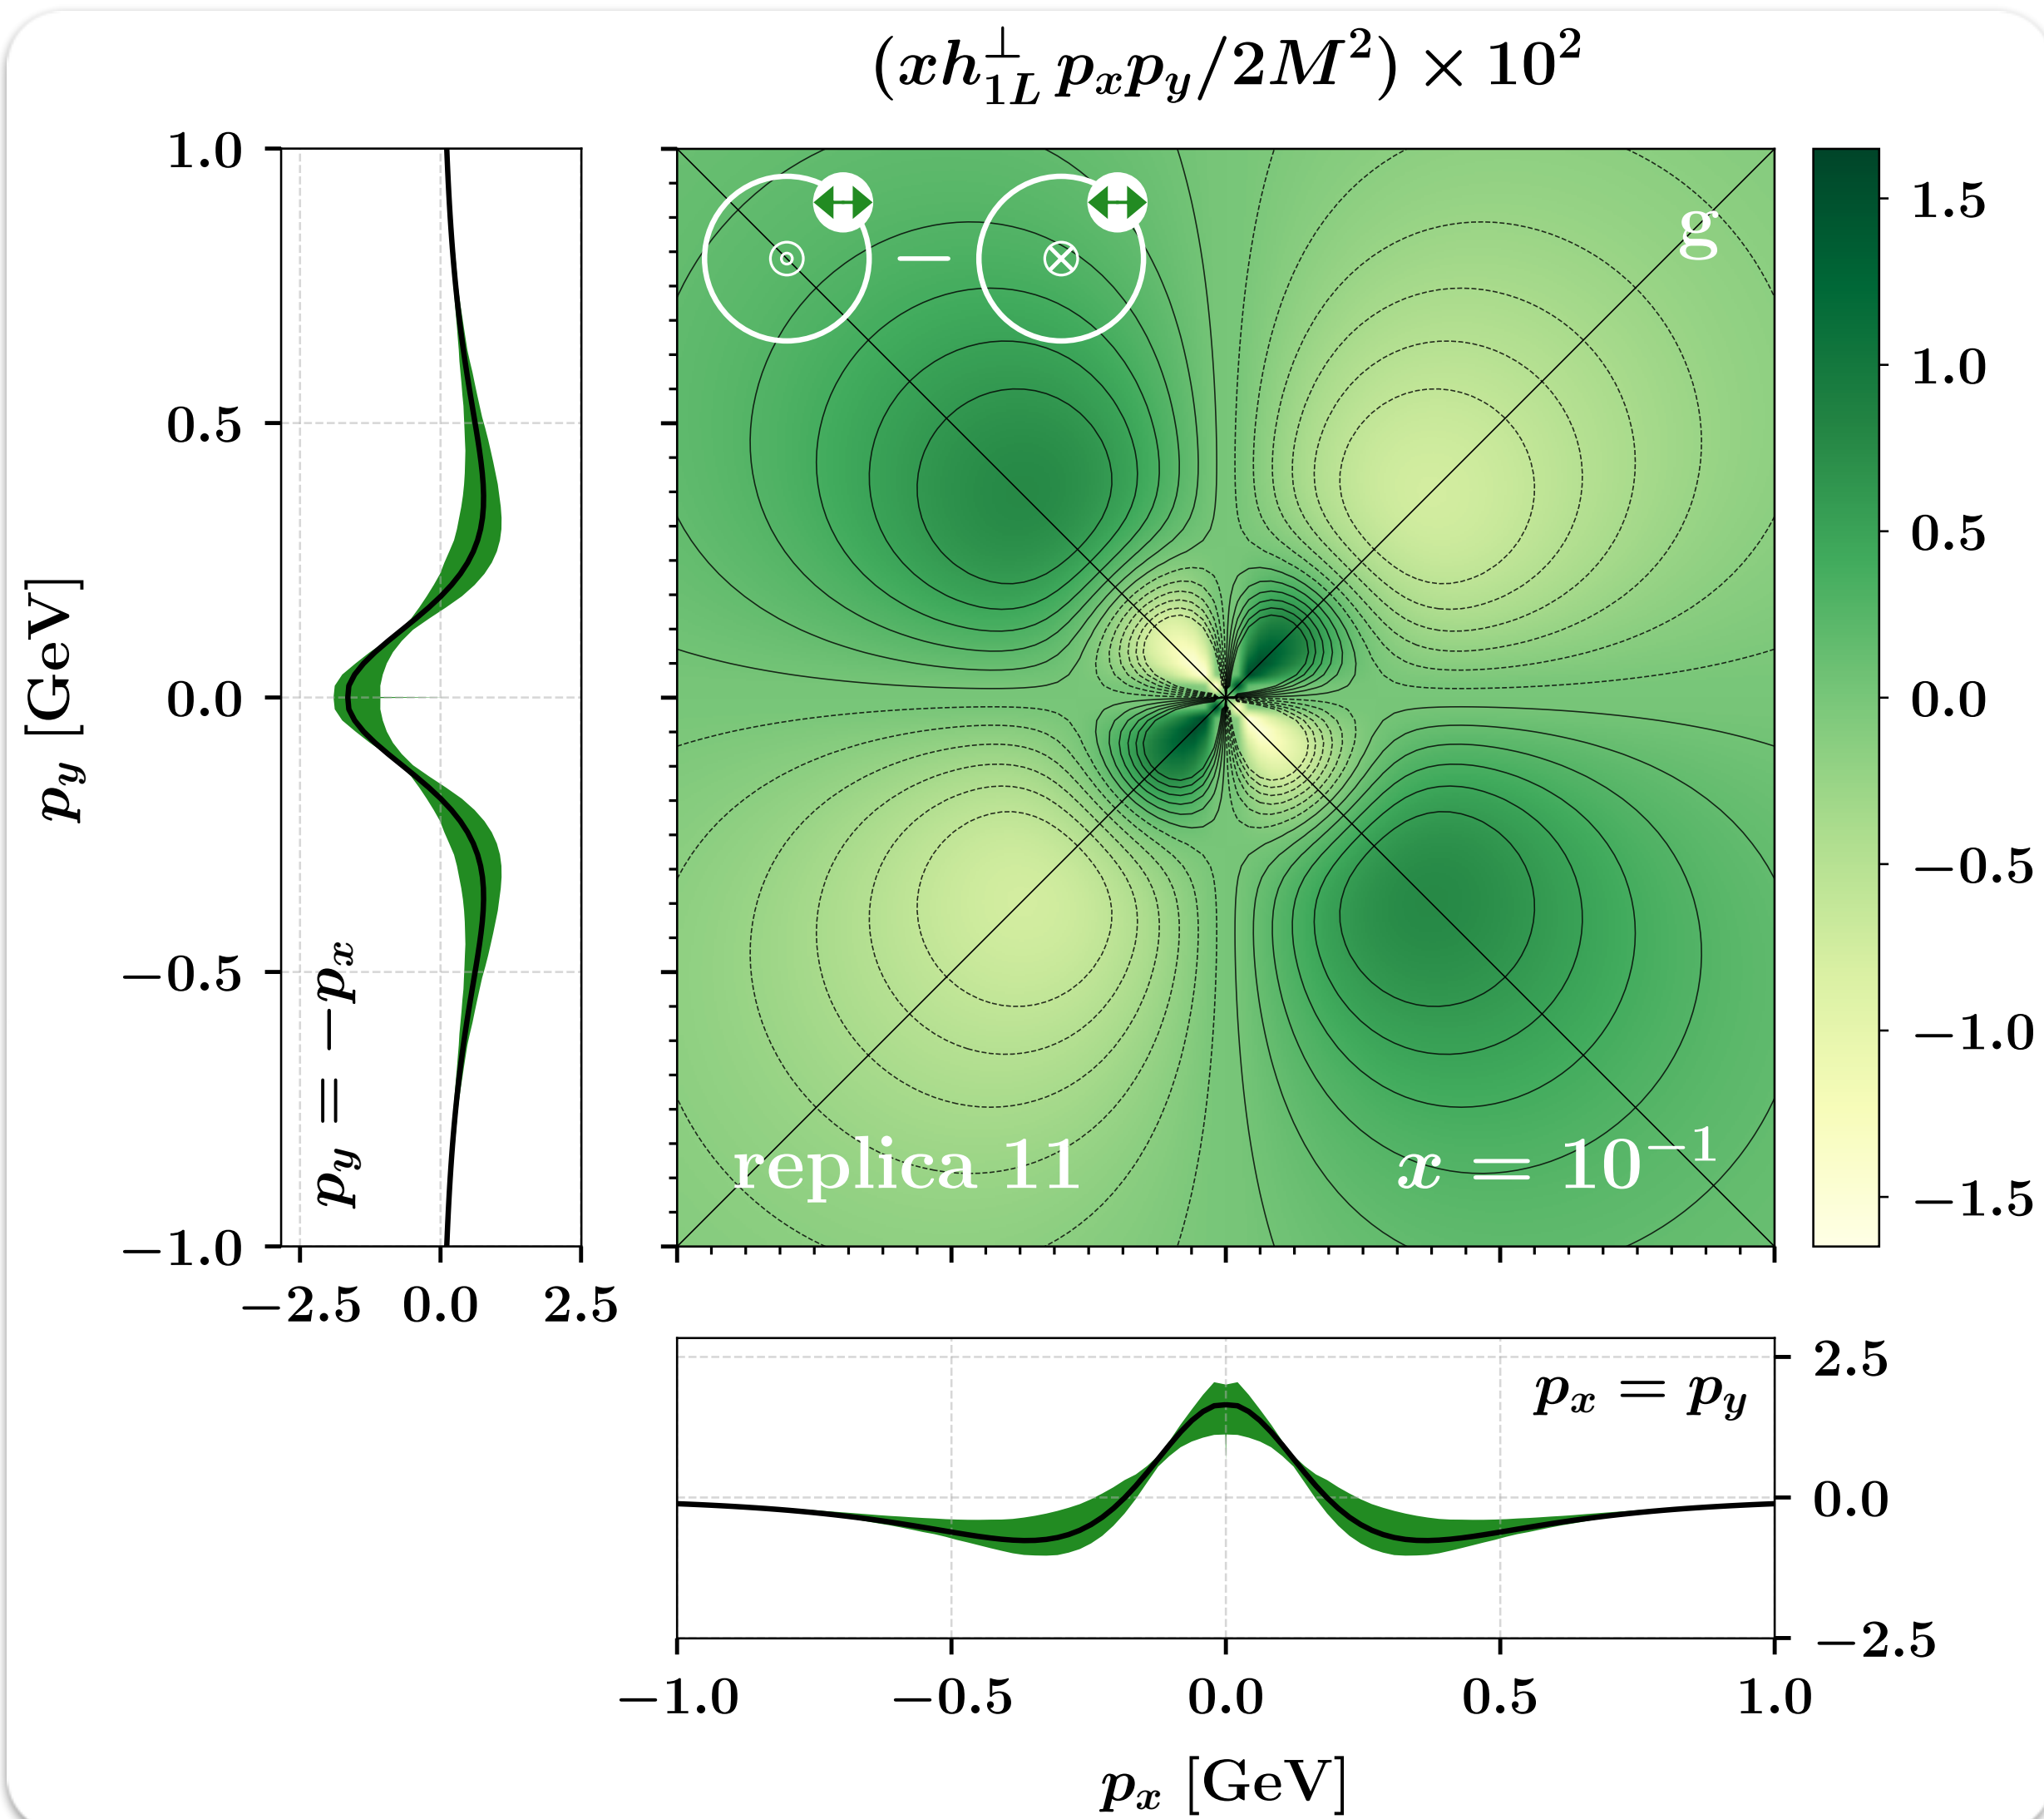 (xh⊥1L pxpy/2M²) × 10²
1.0
0.5
0.0
−0.5
−1.0
py [GeV]
py = −px
−2.5 0.0 2.5
g
replica 11
x = 10⁻¹
1.5
1.0
0.5
0.0
−0.5
−1.0
−1.5
px = py
2.5
0.0
−2.5
−1.0 −0.5 0.0 0.5 1.0
px [GeV]